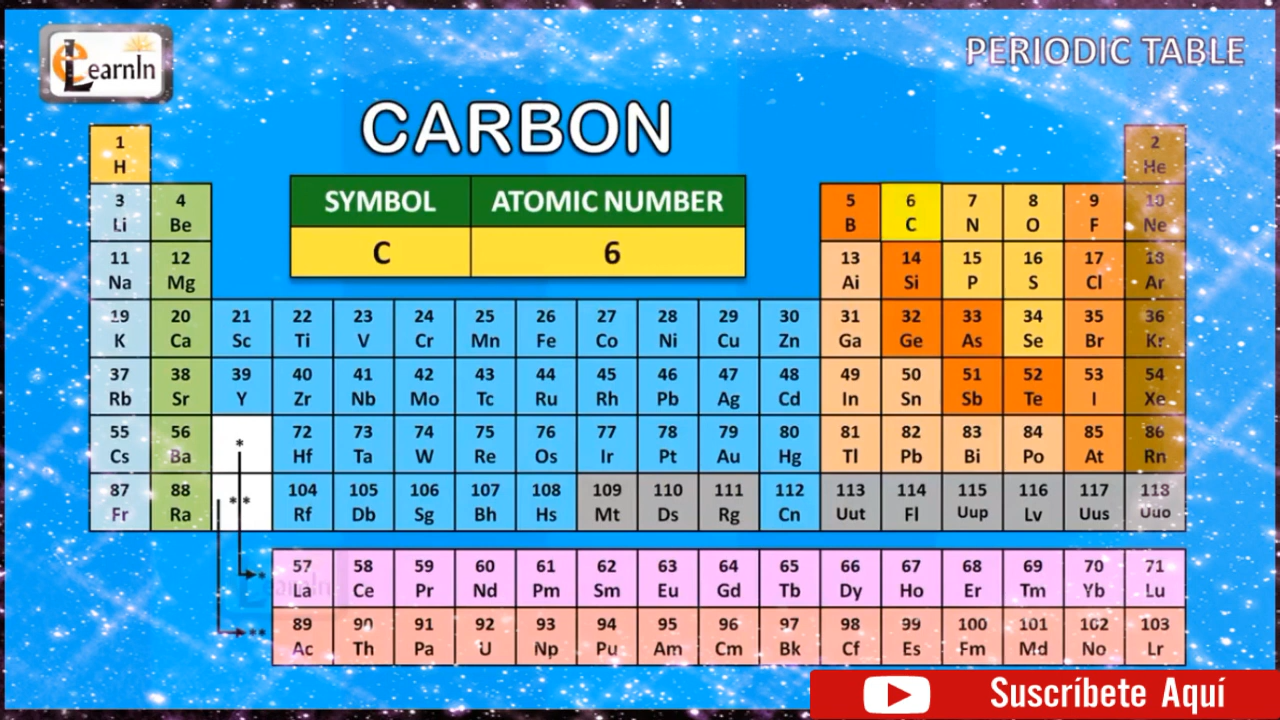 eLearnIn
PERIODIC TABLE
CARBON
SYMBOL ATOMIC NUMBER
C 6
1 2
H He
3 4 5 6 7 8 9 10
Li Be B C N O F Ne
11 12 13 14 15 16 17 18
Na Mg Ai Si P S Cl Ar
19 20 21 22 23 24 25 26 27 28 29 30 31 32 33 34 35 36
K Ca Sc Ti V Cr Mn Fe Co Ni Cu Zn Ga Ge As Se Br Kr
37 38 39 40 41 42 43 44 45 46 47 48 49 50 51 52 53 54
Rb Sr Y Zr Nb Mo Tc Ru Rh Pb Ag Cd In Sn Sb Te I Xe
55 56 * 72 73 74 75 76 77 78 79 80 81 82 83 84 85 86
Cs Ba Hf Ta W Re Os Ir Pt Au Hg Tl Pb Bi Po At Rn
87 88 ** 104 105 106 107 108 109 110 111 112 113 114 115 116 117 118
Fr Ra Rf Db Sg Bh Hs Mt Ds Rg Cn Uut Fl Uup Lv Uus Uuo
* 57 58 59 60 61 62 63 64 65 66 67 68 69 70 71
La Ce Pr Nd Pm Sm Eu Gd Tb Dy Ho Er Tm Yb Lu
** 89 90 91 92 93 94 95 96 97 98 99 100 101 102 103
Ac Th Pa U Np Pu Am Cm Bk Cf Es Fm Md No Lr
Suscríbete Aquí